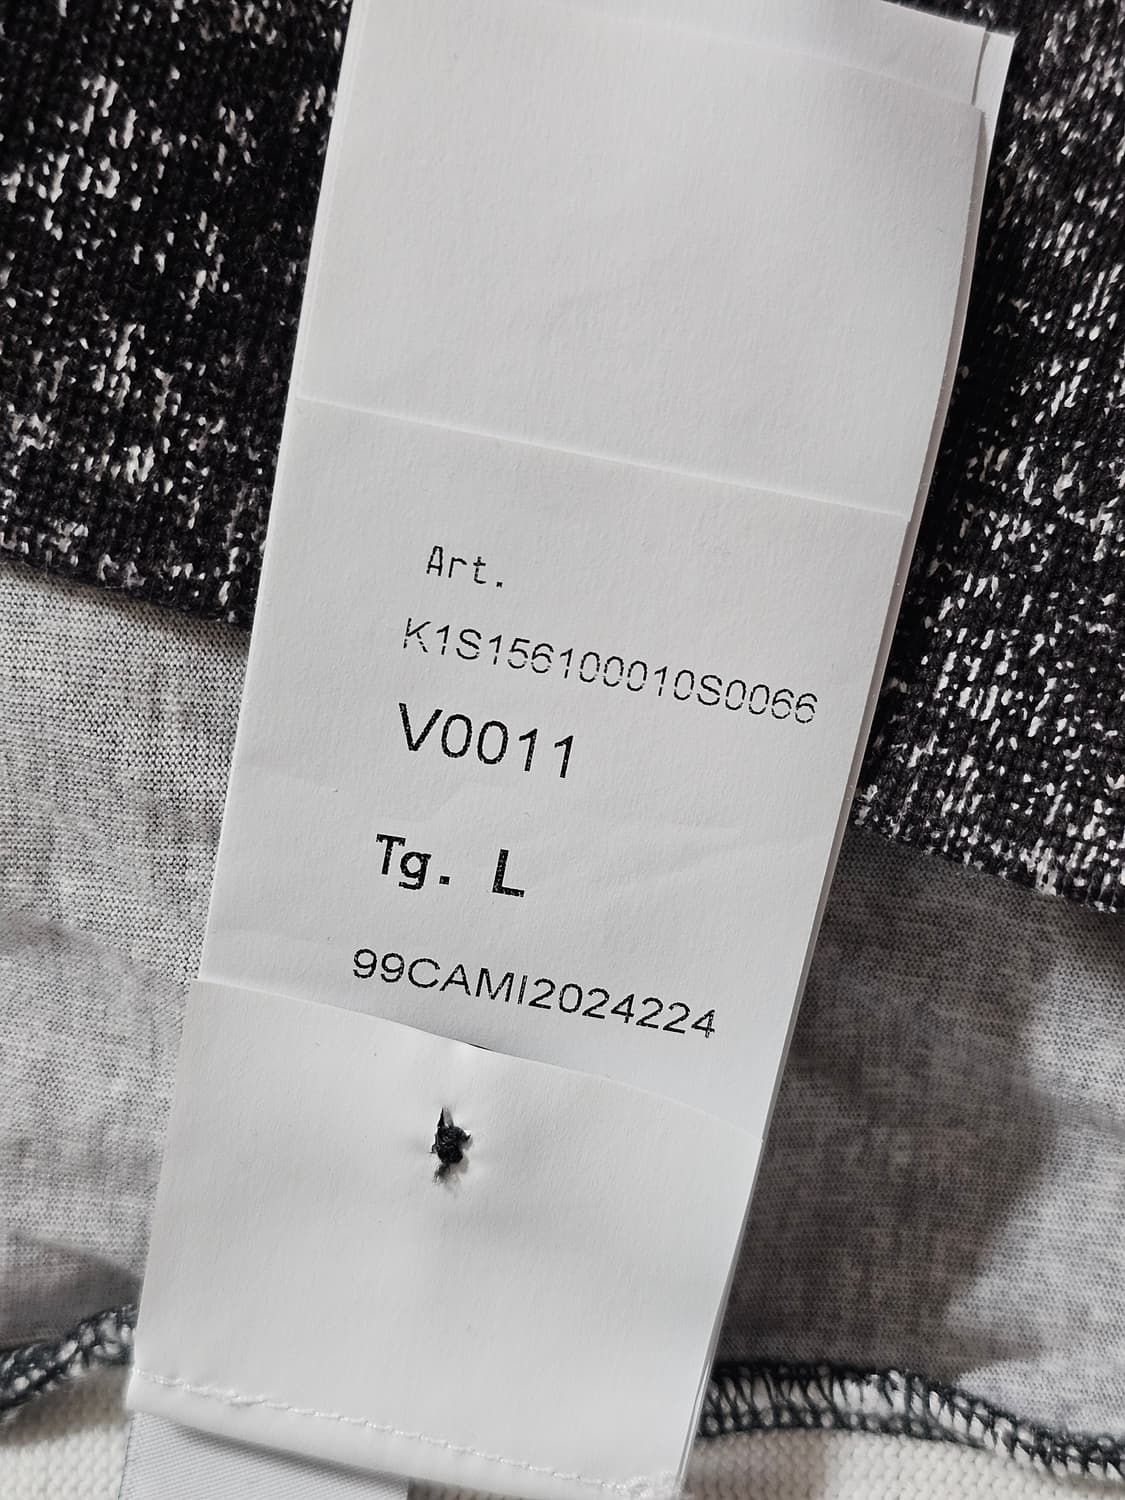 Art.
K1S156100010S0066
V0011
Tg. L
99CAMI2024224